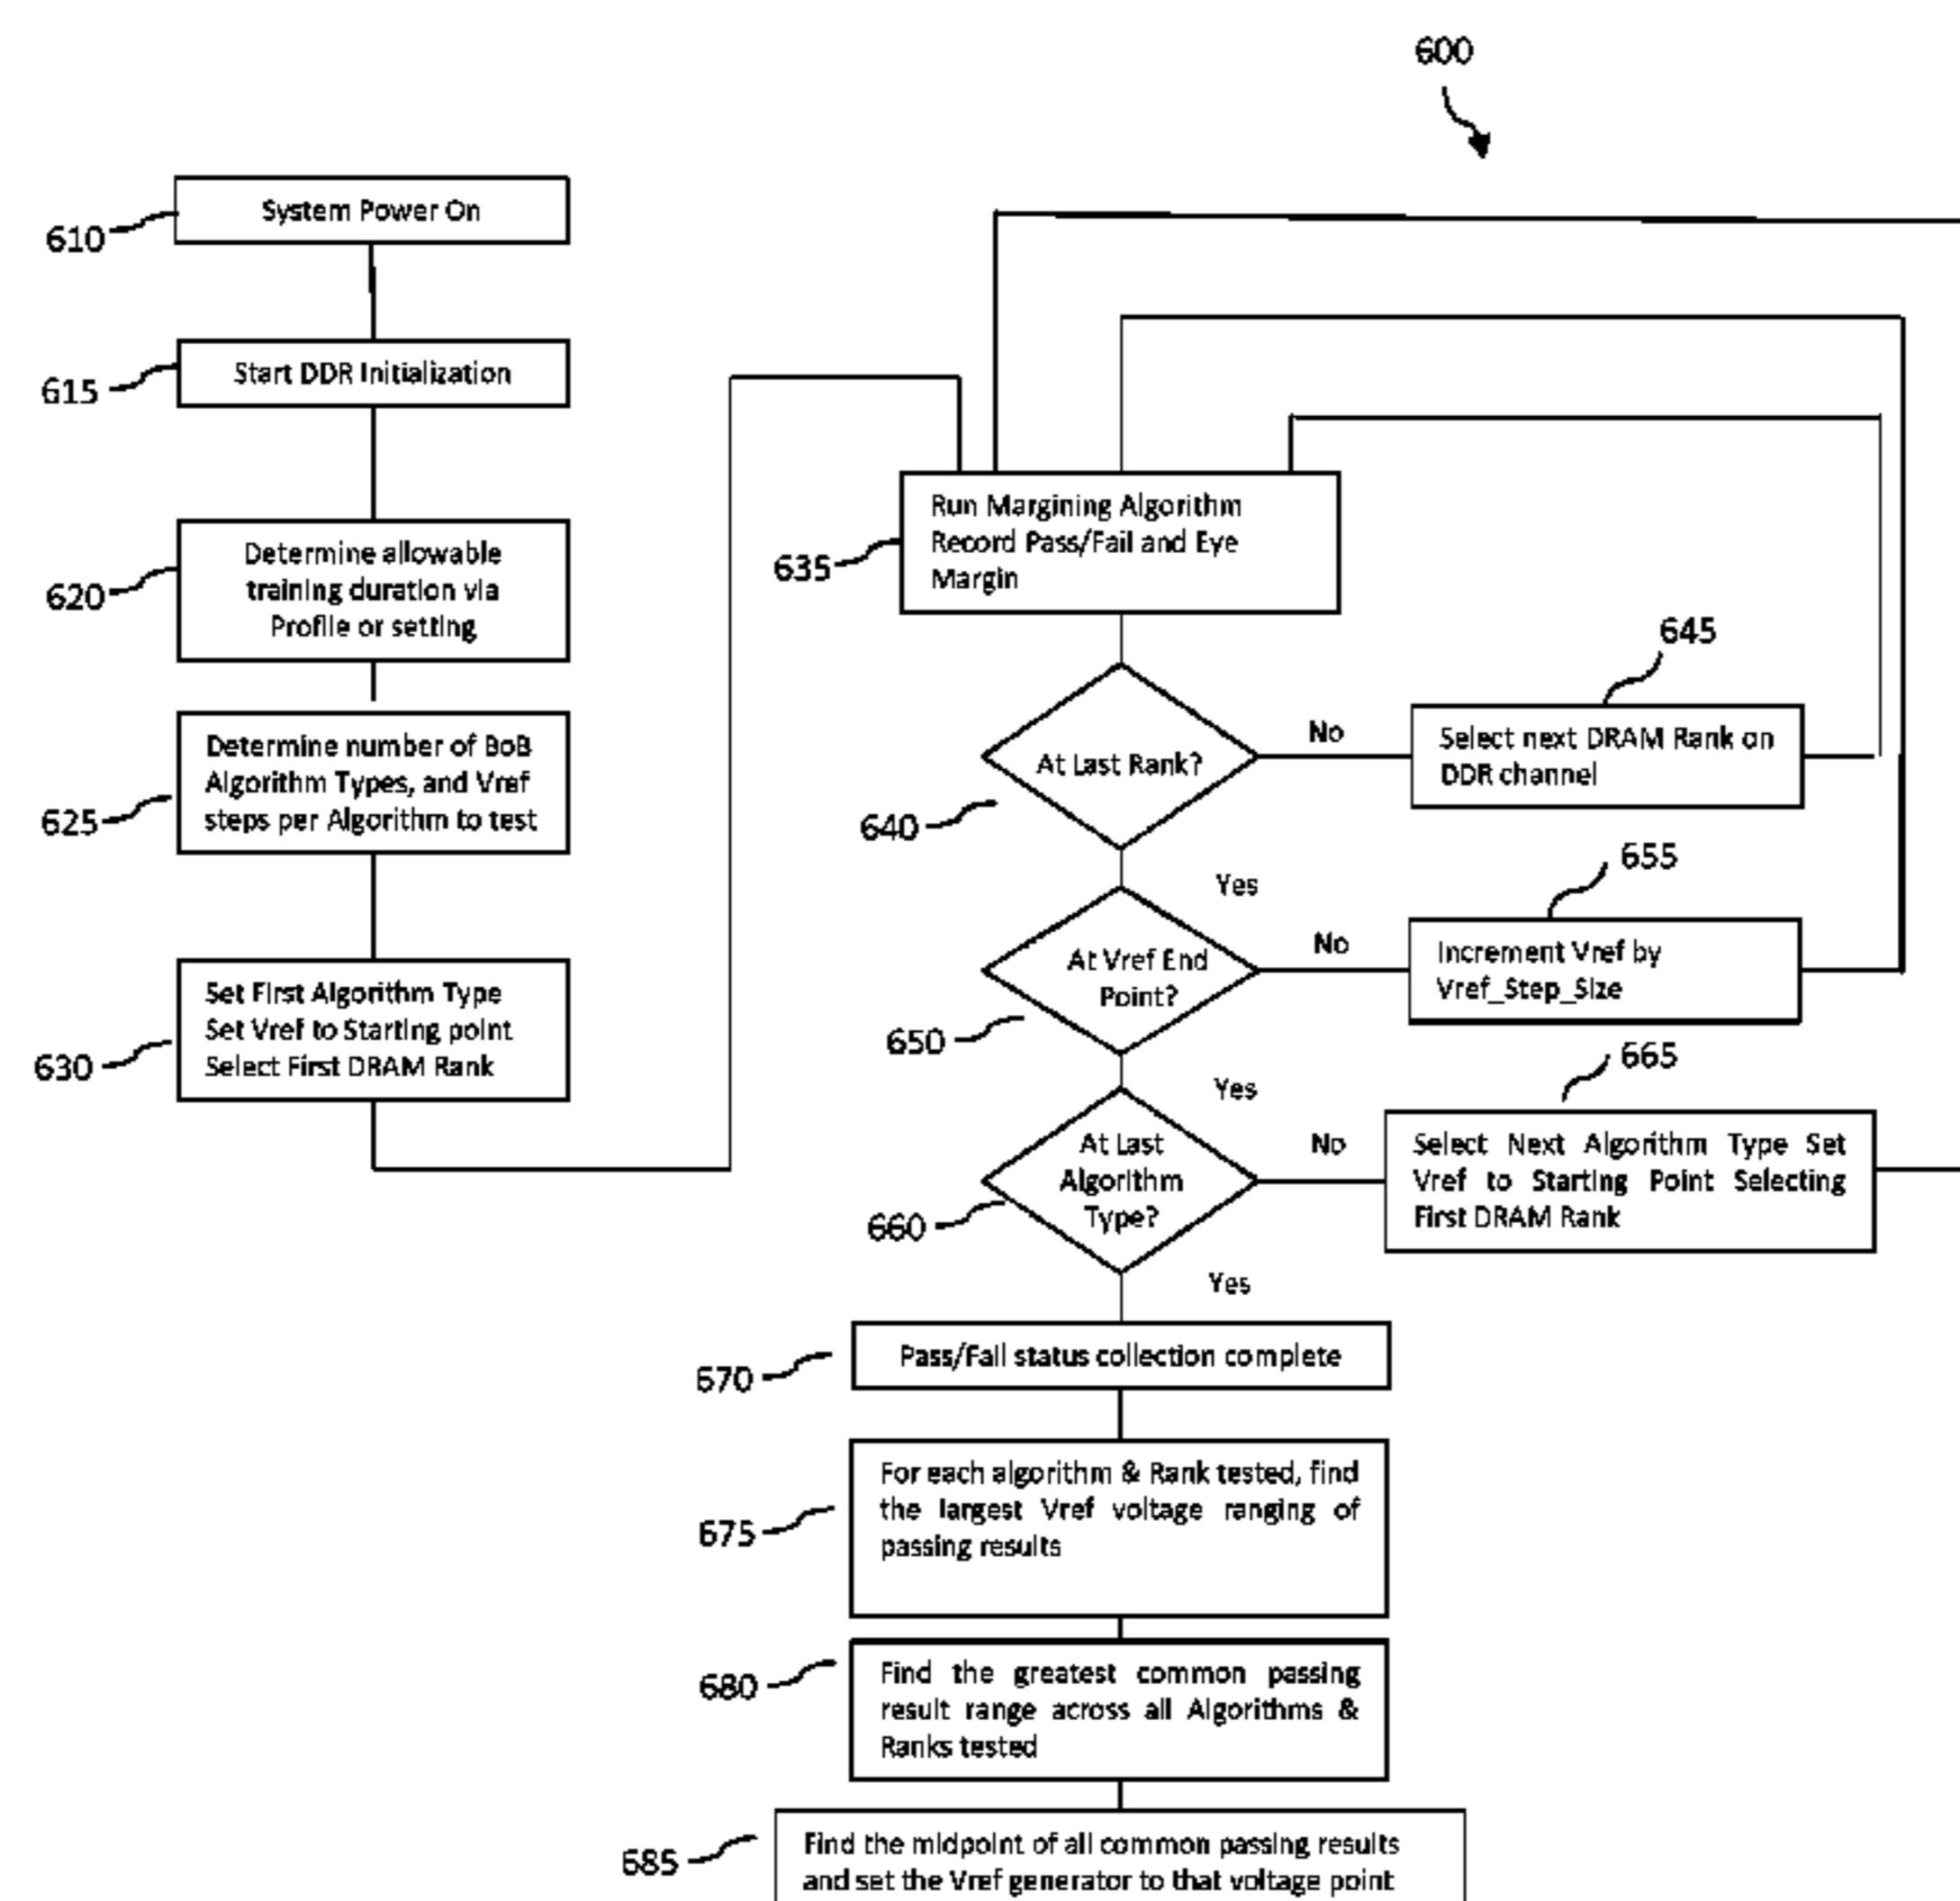 600
System Power On
610
Start DDR Initialization
615
Determine allowable
training duration via
Profile or setting
620
Determine number of BoB
Algorithm Types, and Vref
steps per Algorithm to test
625
Set First Algorithm Type
Set Vref to Starting point
Select First DRAM Rank
630
Run Margining Algorithm
Record Pass/Fail and Eye
Margin
635
At Last Rank?
640
No
645
Select next DRAM Rank on
DDR channel
Yes
At Vref End
Point?
650
No
655
Increment Vref by
Vref_Step_Size
Yes
At Last
Algorithm
Type?
660
No
665
Select Next Algorithm Type Set
Vref to Starting Point Selecting
First DRAM Rank
Yes
Pass/Fail status collection complete
670
For each algorithm & Rank tested, find
the largest Vref voltage ranging of
passing results
675
Find the greatest common passing
result range across all Algorithms &
Ranks tested
680
Find the midpoint of all common passing results
and set the Vref generator to that voltage point
685